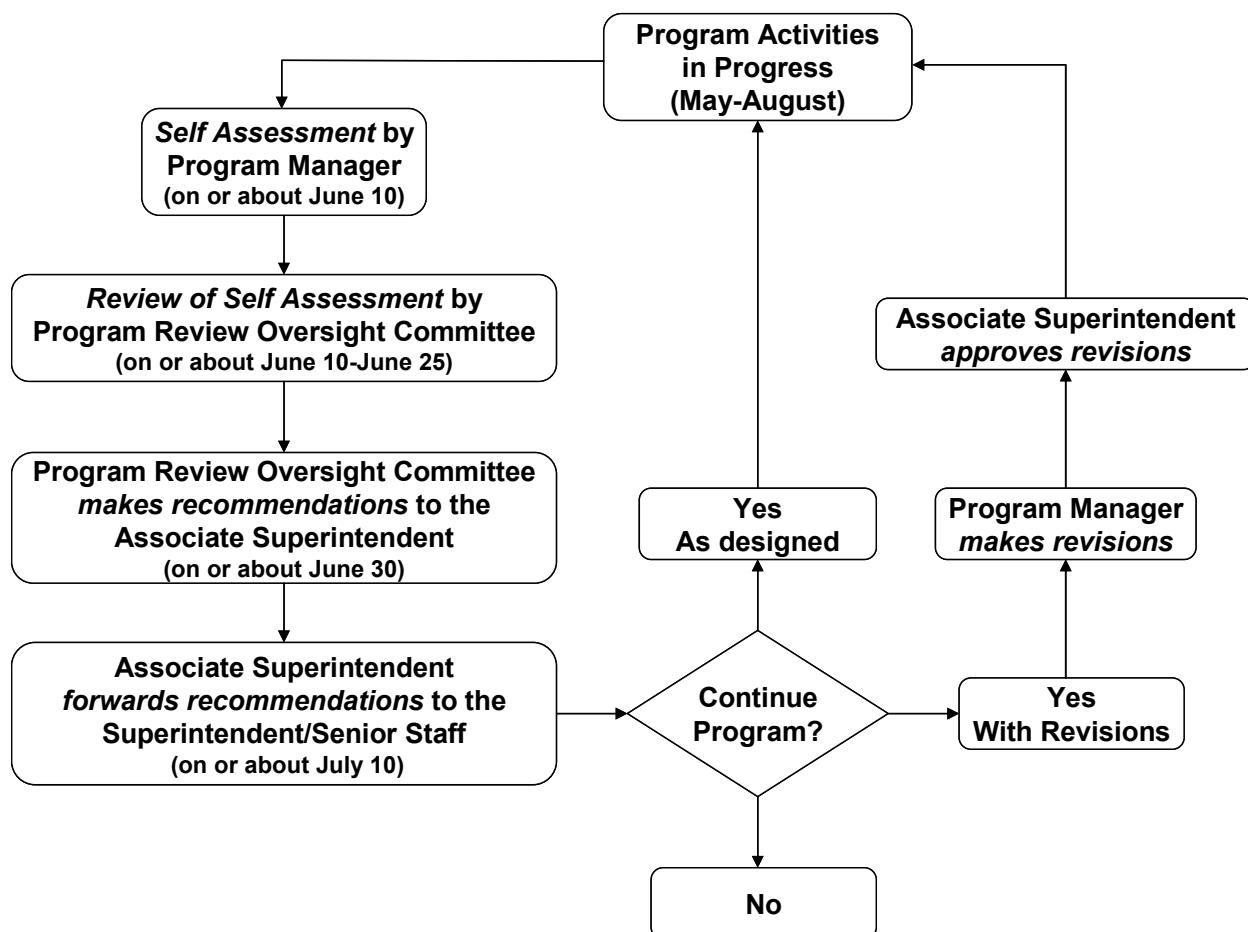 Program Activities
in Progress
(May-August)
Self Assessment by
Program Manager
(on or about June 10)
Review of Self Assessment by
Program Review Oversight Committee
(on or about June 10-June 25)
Program Review Oversight Committee
makes recommendations to the
Associate Superintendent
(on or about June 30)
Associate Superintendent
forwards recommendations to the
Superintendent/Senior Staff
(on or about July 10)
Continue
Program?
Yes
As designed
Yes
With Revisions
Program Manager
makes revisions
Associate Superintendent
approves revisions
No